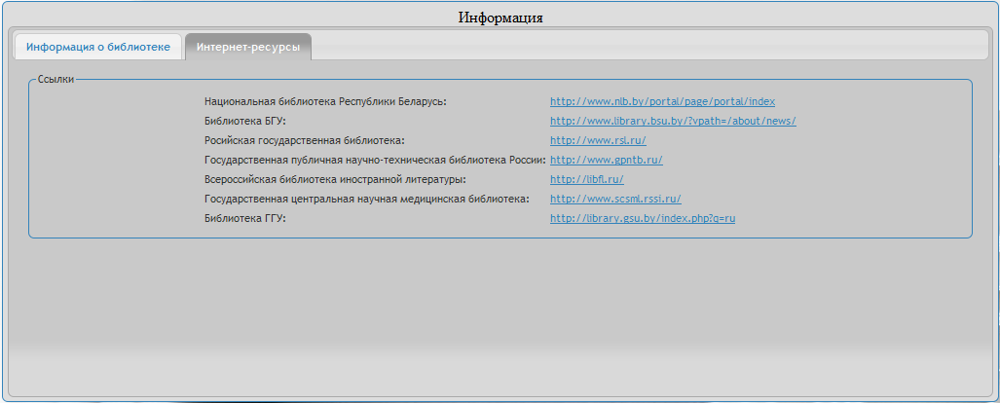 Информация
Информация о библиотеке Интернет-ресурсы
Ссылки
Национальная библиотека Республики Беларусь: http://www.nlb.by/portal/page/portal/index
Библиотека БГУ: http://www.library.bsu.by/?vpath=/about/news/
Росийская государственная библиотека: http://www.rsl.ru/
Государственная публичная научно-техническая библиотека России: http://www.gpntb.ru/
Всероссийская библиотека иностранной литературы: http://libfl.ru/
Государственная центральная научная медицинская библиотека: http://www.scsml.rssi.ru/
Библиотека ГГУ: http://library.gsu.by/index.php?q=ru